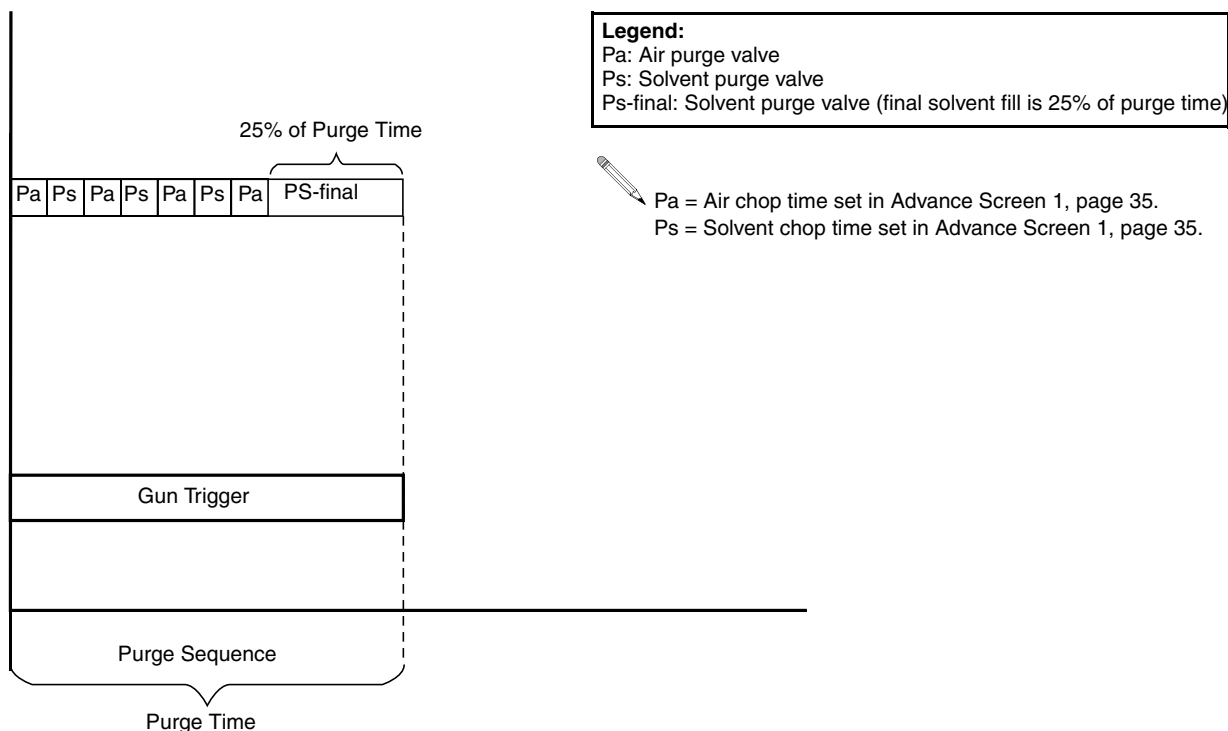 Legend:
Pa: Air purge valve
Ps: Solvent purge valve
Ps-final: Solvent purge valve (final solvent fill is 25% of purge time)
25% of Purge Time
Pa Ps Pa Ps Pa Ps Pa PS-final
Pa = Air chop time set in Advance Screen 1, page 35.
Ps = Solvent chop time set in Advance Screen 1, page 35.
Gun Trigger
Purge Sequence
Purge Time